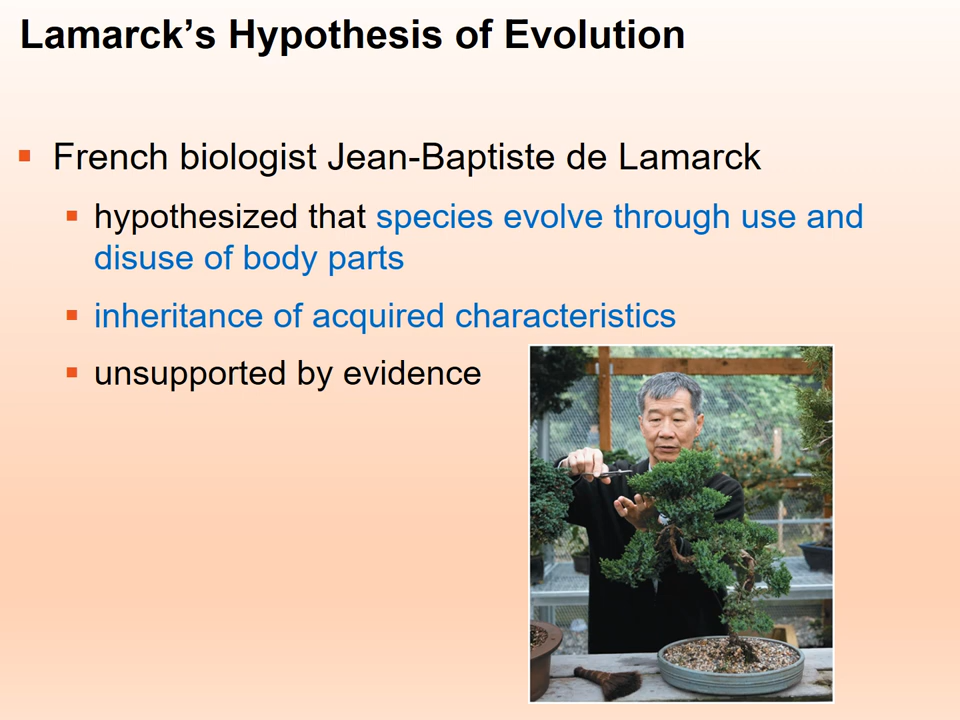 Lamarck’s Hypothesis of Evolution
French biologist Jean-Baptiste de Lamarck
hypothesized that species evolve through use and
disuse of body parts
inheritance of acquired characteristics
unsupported by evidence